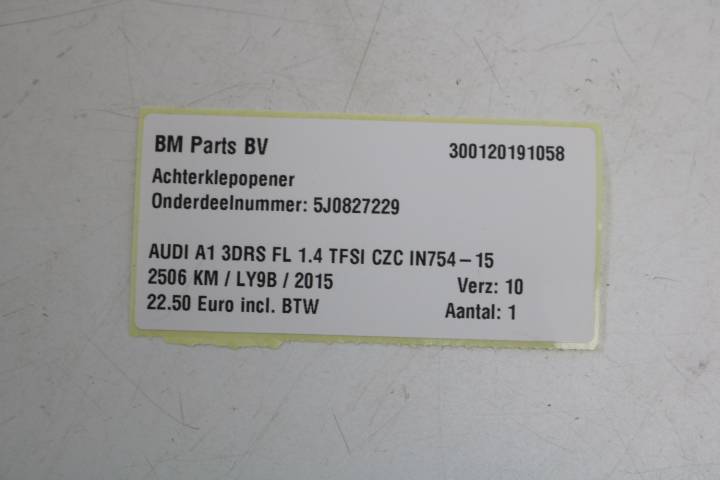 BM Parts BV 300120191058
Achterklepopener
Onderdeelnummer: 5J0827229
AUDI A1 3DRS FL 1.4 TFSI CZC IN754-15
2506 KM / LY9B / 2015 Verz: 10
22.50 Euro incl. BTW Aantal: 1